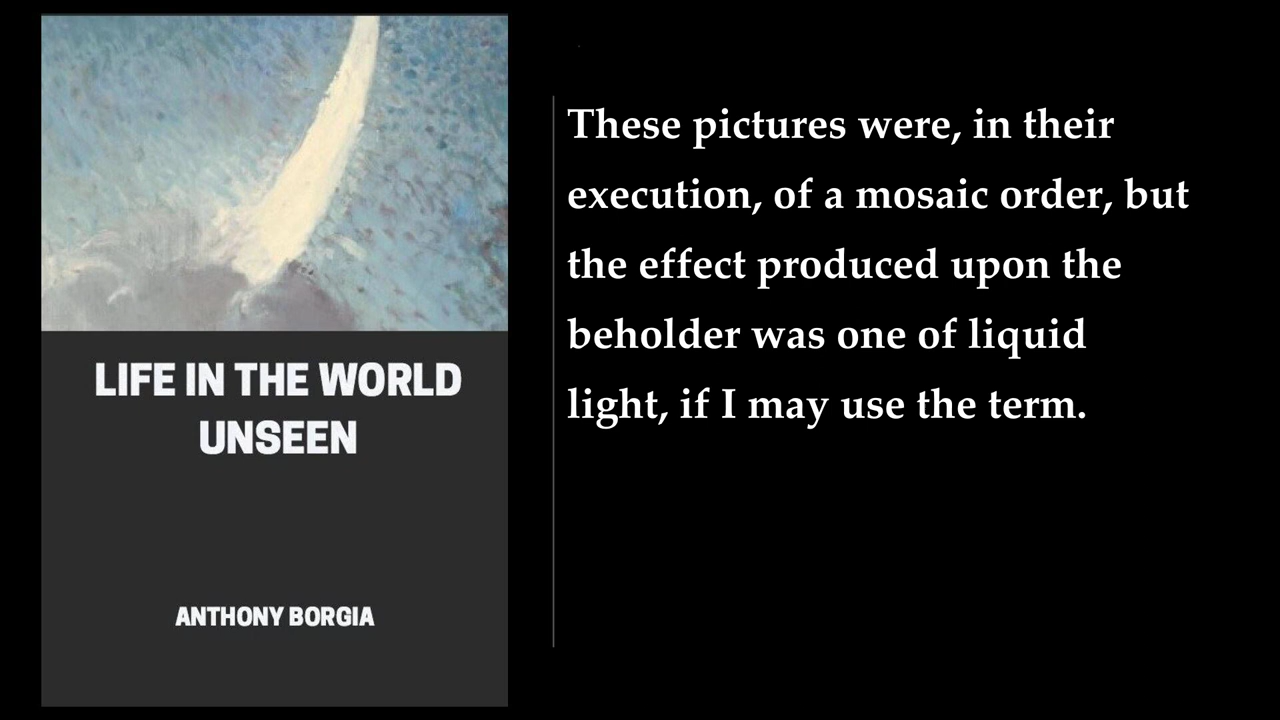 LIFE IN THE WORLD
UNSEEN
ANTHONY BORGIA
These pictures were, in their
execution, of a mosaic order, but
the effect produced upon the
beholder was one of liquid
light, if I may use the term.